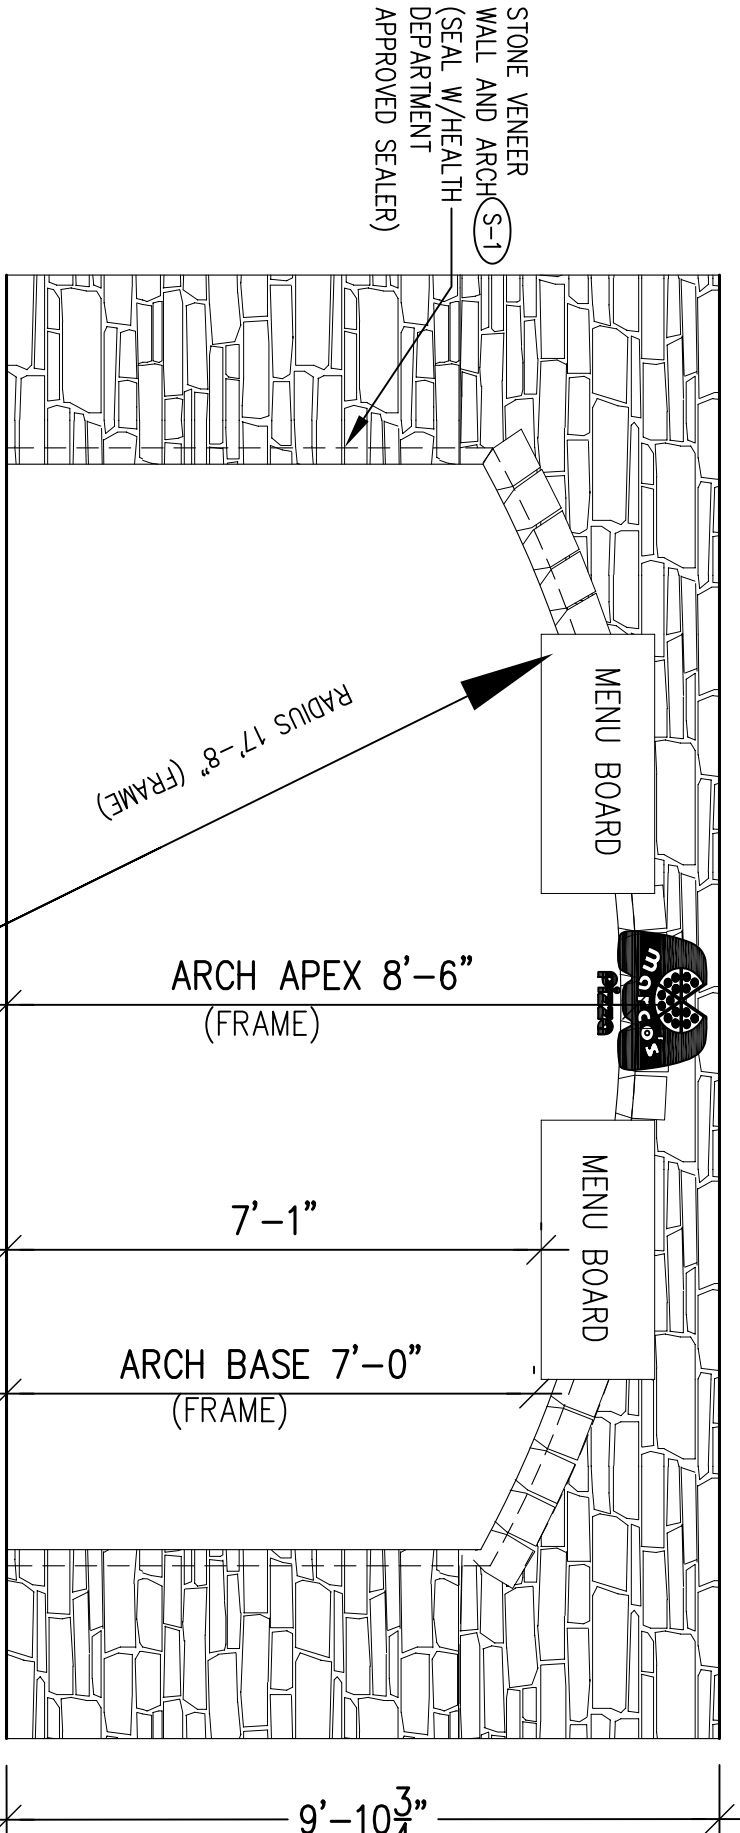 STONE VENEER
WALL AND ARCH
S-1
(SEAL W/HEALTH
DEPARTMENT
APPROVED SEALER)
MENU BOARD
RADIUS 17'-8" (FRAME)
marco's
pizza
ARCH APEX 8'-6"
(FRAME)
MENU BOARD
7'-1"
ARCH BASE 7'-0"
(FRAME)
9'-10¾"